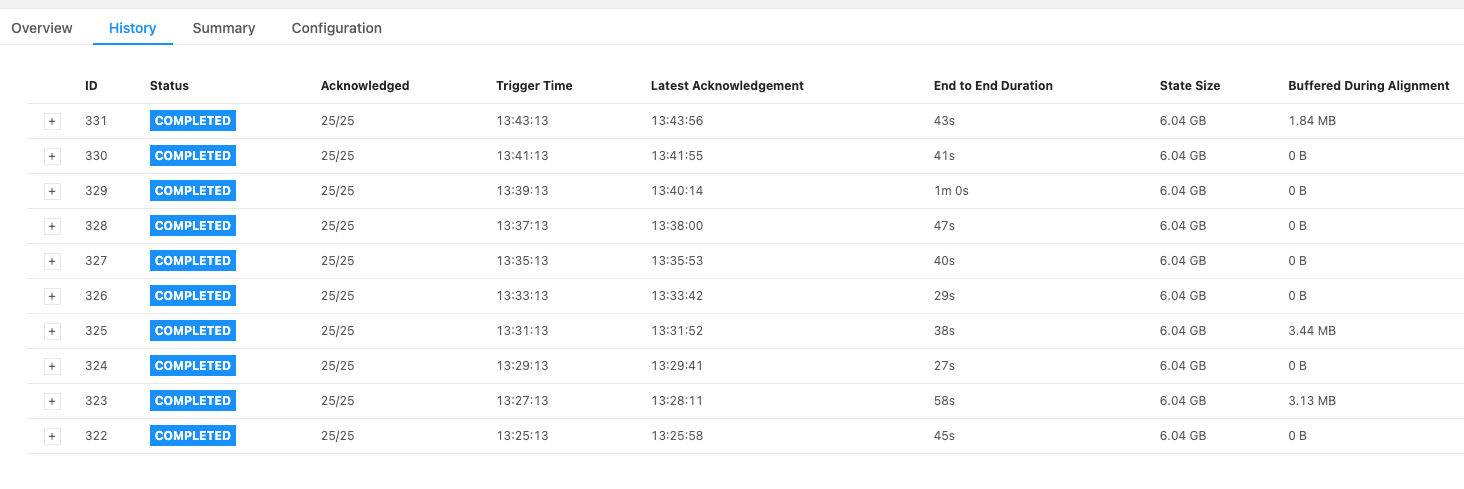 Overview History Summary Configuration
ID Status Acknowledged Trigger Time Latest Acknowledgement End to End Duration State Size Buffered During Alignment
+ 331 COMPLETED 25/25 13:43:13 13:43:56 43s 6.04 GB 1.84 MB
+ 330 COMPLETED 25/25 13:41:13 13:41:55 41s 6.04 GB 0 B
+ 329 COMPLETED 25/25 13:39:13 13:40:14 1m 0s 6.04 GB 0 B
+ 328 COMPLETED 25/25 13:37:13 13:38:00 47s 6.04 GB 0 B
+ 327 COMPLETED 25/25 13:35:13 13:35:53 40s 6.04 GB 0 B
+ 326 COMPLETED 25/25 13:33:13 13:33:42 29s 6.04 GB 0 B
+ 325 COMPLETED 25/25 13:31:13 13:31:52 38s 6.04 GB 3.44 MB
+ 324 COMPLETED 25/25 13:29:13 13:29:41 27s 6.04 GB 0 B
+ 323 COMPLETED 25/25 13:27:13 13:28:11 58s 6.04 GB 3.13 MB
+ 322 COMPLETED 25/25 13:25:13 13:25:58 45s 6.04 GB 0 B